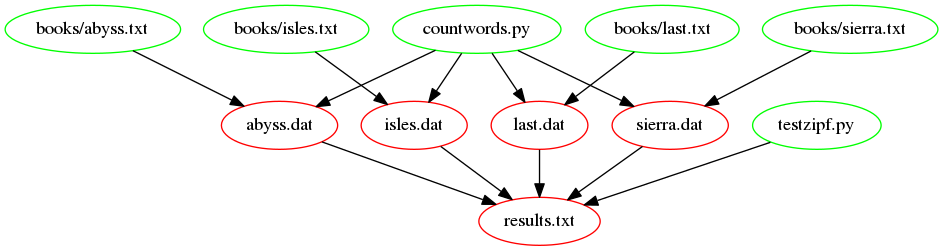 books/abyss.txt
books/isles.txt
countwords.py
books/last.txt
books/sierra.txt
abyss.dat
isles.dat
last.dat
sierra.dat
testzipf.py
results.txt